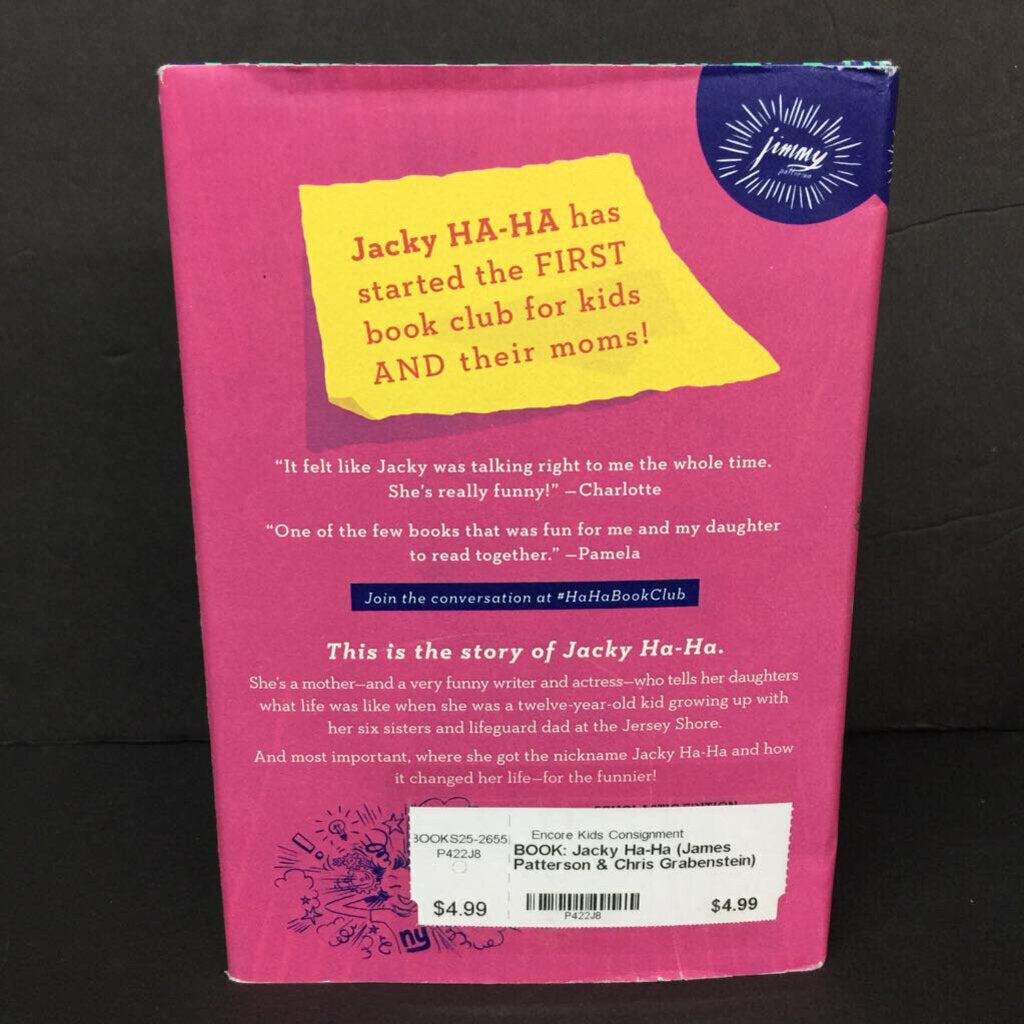 jimmy
patterson
Jacky HA-HA has
started the FIRST
book club for kids
AND their moms!
“It felt like Jacky was talking right to me the whole time.
She’s really funny!” —Charlotte
“One of the few books that was fun for me and my daughter
to read together.” —Pamela
Join the conversation at #HaHaBookClub
This is the story of Jacky Ha-Ha.
She’s a mother—and a very funny writer and actress—who tells her daughters
what life was like when she was a twelve-year-old kid growing up with
her six sisters and lifeguard dad at the Jersey Shore.
And most important, where she got the nickname Jacky Ha-Ha and how
it changed her life—for the funnier!
SCHOLASTIC EDITION
BOOKS25-2655
P422J8
$4.99
Encore Kids Consignment
BOOK: Jacky Ha-Ha (James
Patterson & Chris Grabenstein)
P422J8
$4.99
ny